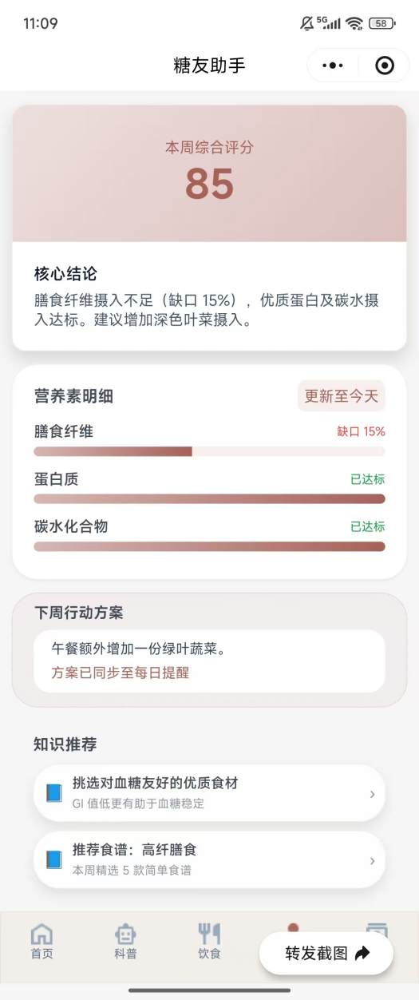 11:09
5G
58
糖友助手
本周综合评分
85
核心结论
膳食纤维摄入不足（缺口 15%），优质蛋白及碳水摄
入达标。建议增加深色叶菜摄入。
营养素明细
更新至今天
膳食纤维
缺口 15%
蛋白质
已达标
碳水化合物
已达标
下周行动方案
午餐额外增加一份绿叶蔬菜。
方案已同步至每日提醒
知识推荐
挑选对血糖友好的优质食材
GI 值低更有助于血糖稳定
推荐食谱：高纤膳食
本周精选 5 款简单食谱
首页
科普
饮食
转发截图